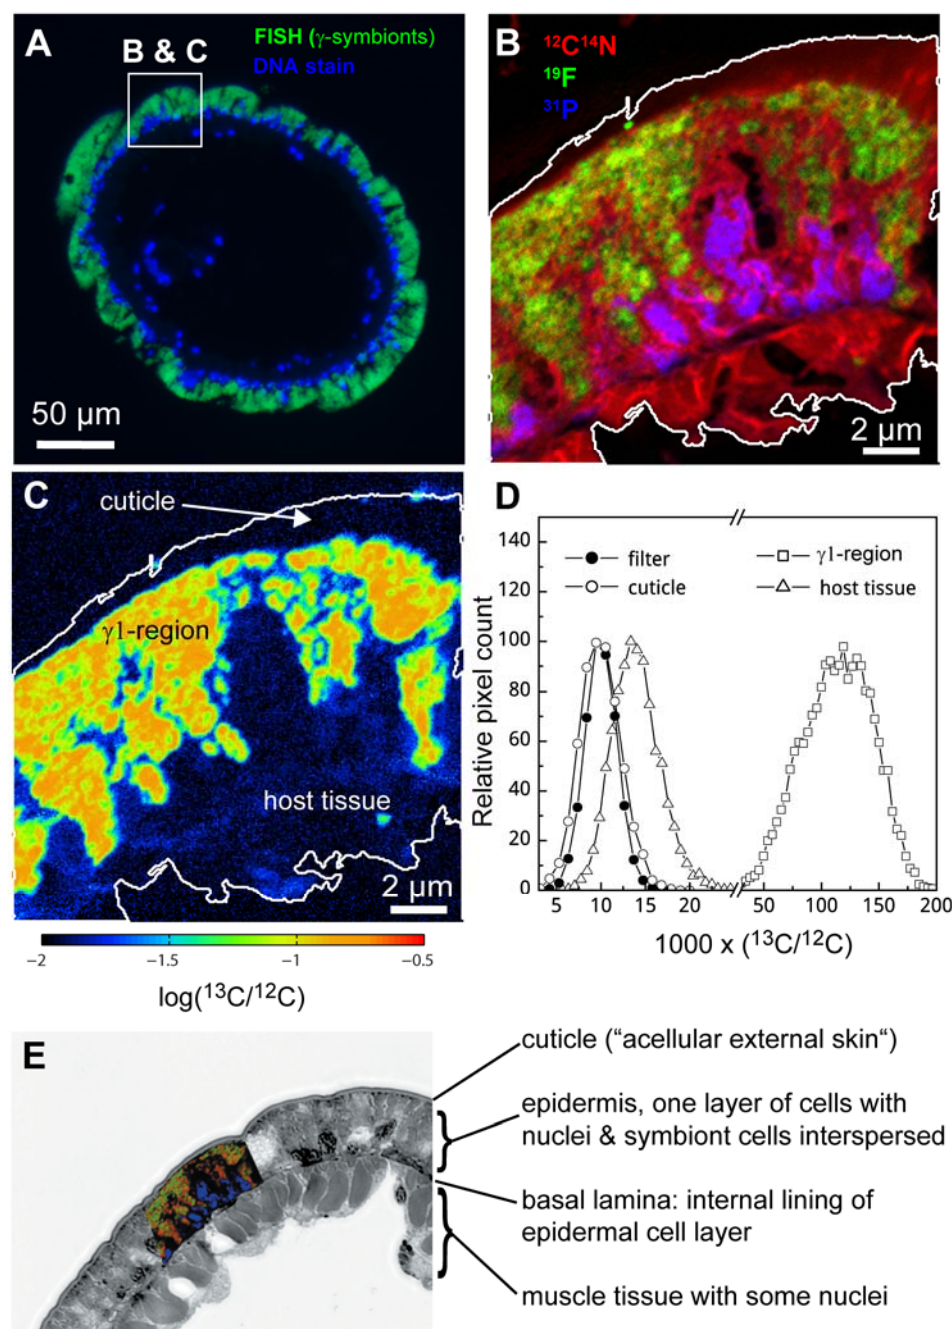 A
B & C
FISH (γ-symbionts)
DNA stain
50 µm
B
¹²C¹⁴N
¹⁹F
³¹P
2 µm
C
cuticle
γ1-region
host tissue
2 µm
−2
−1.5
−1
−0.5
log(¹³C/¹²C)
D
Relative pixel count
140
120
100
80
60
40
20
0
filter
cuticle
γ1-region
host tissue
5
10
15
20
50
100
150
200
1000 x (¹³C/¹²C)
E
cuticle (“acellular external skin“)
epidermis, one layer of cells with
nuclei & symbiont cells interspersed
basal lamina: internal lining of
epidermal cell layer
muscle tissue with some nuclei